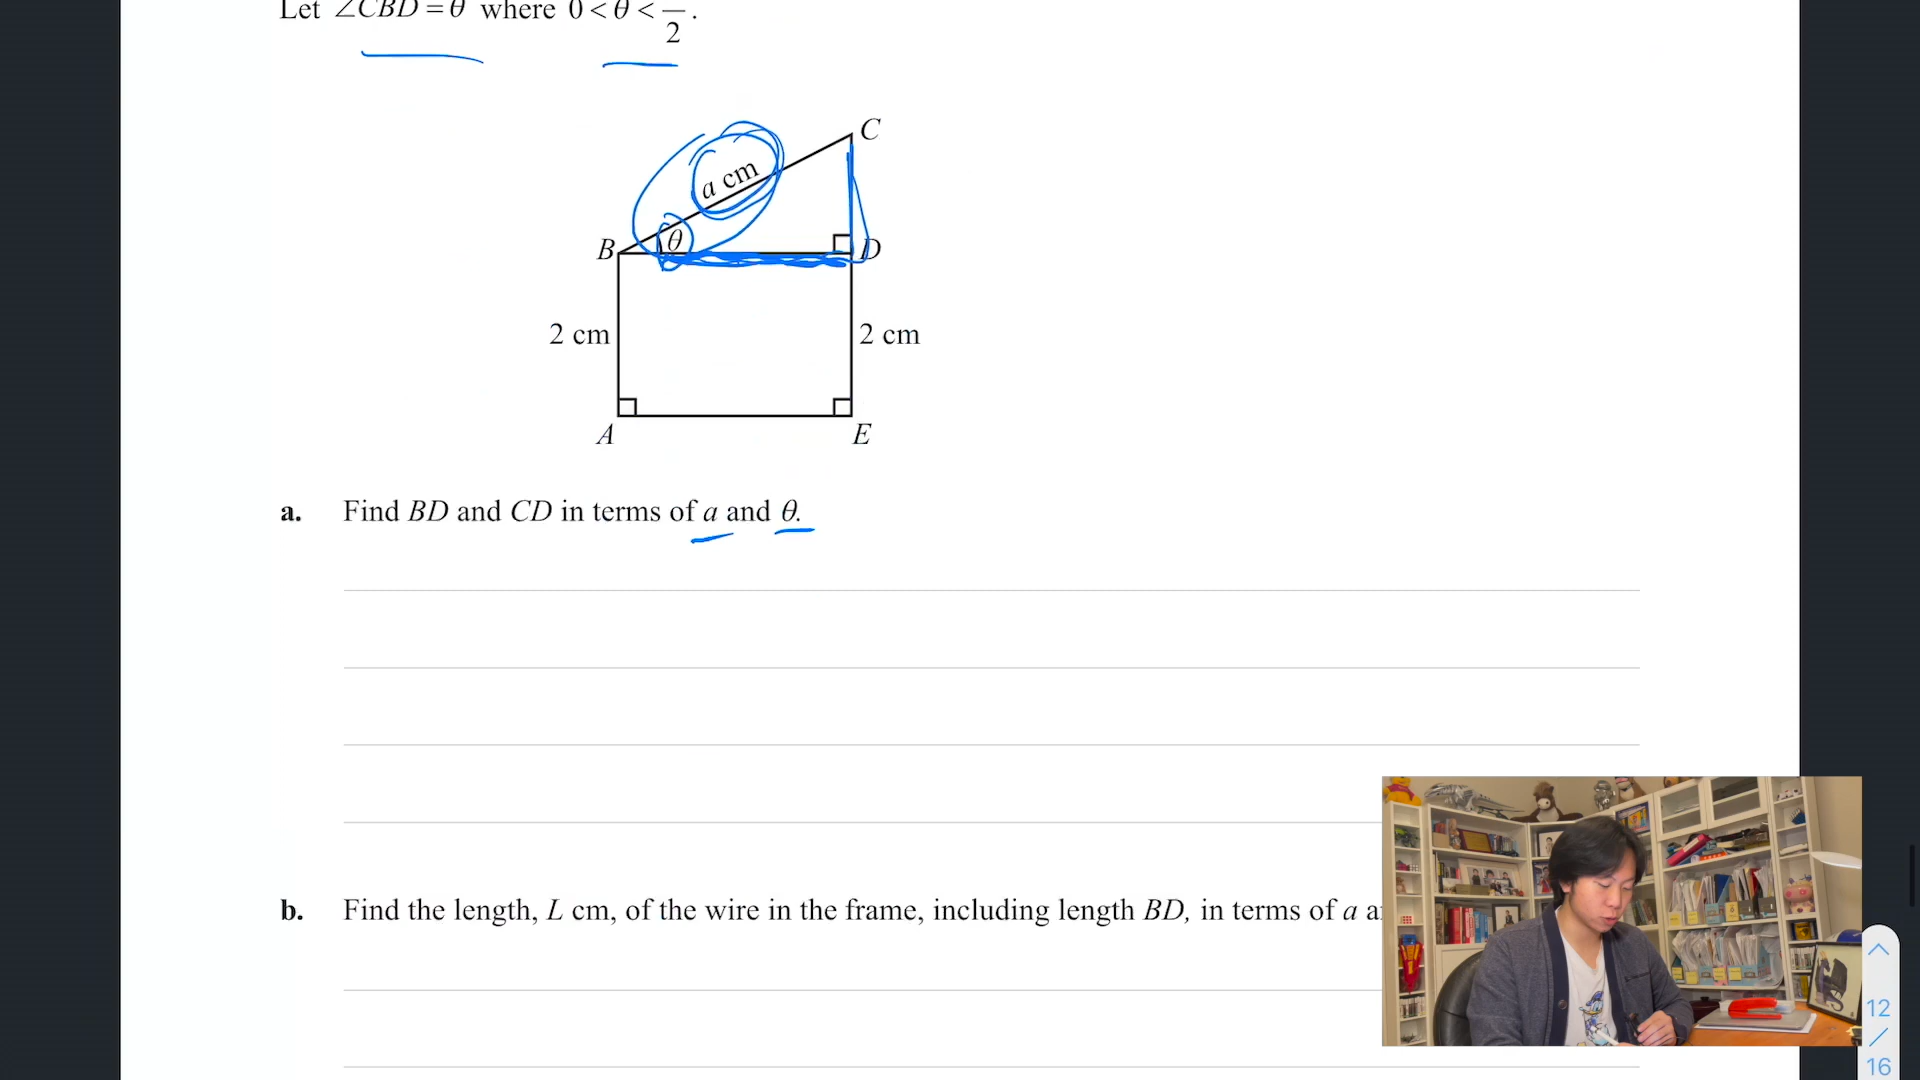 Let ∠CBD = θ where 0 < θ < — .
2
C
a cm
θ
B
D
2 cm
2 cm
A
E
a. Find BD and CD in terms of a and θ.
b. Find the length, L cm, of the wire in the frame, including length BD, in terms of a a
12
/
16